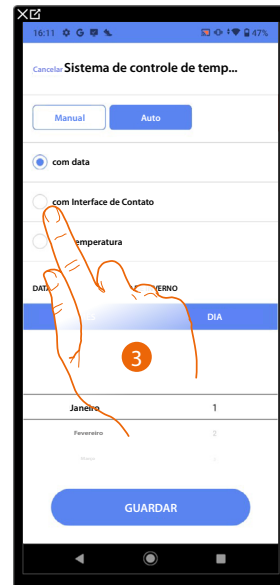 16:11 47%
Cancelar Sistema de controle de temp...
Manual Auto
com data
com Interface de Contato
temperatura
DATA VERNO
DIA
3
Janeiro 1
Fevereiro 2
GUARDAR